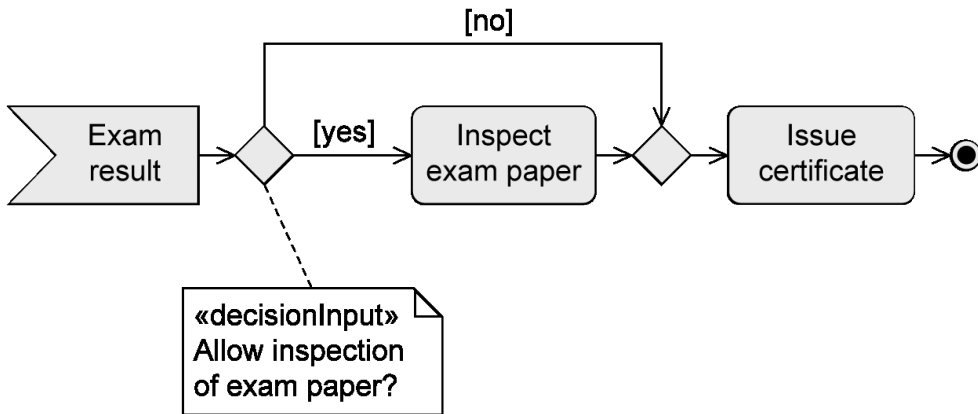 [no]
Exam
result
[yes]
Inspect
exam paper
Issue
certificate
«decisionInput»
Allow inspection
of exam paper?